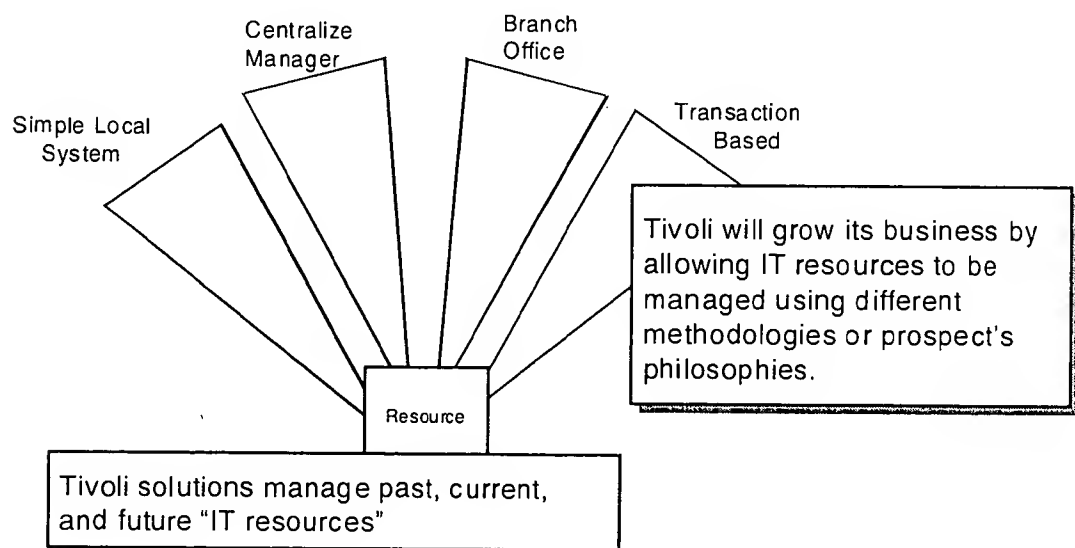 Centralize
Manager
Branch
Office
Simple Local
System
Transaction
Based
Tivoli will grow its business by
allowing IT resources to be
managed using different
methodologies or prospect's
philosophies.
Resource
Tivoli solutions manage past, current,
and future “IT resources”